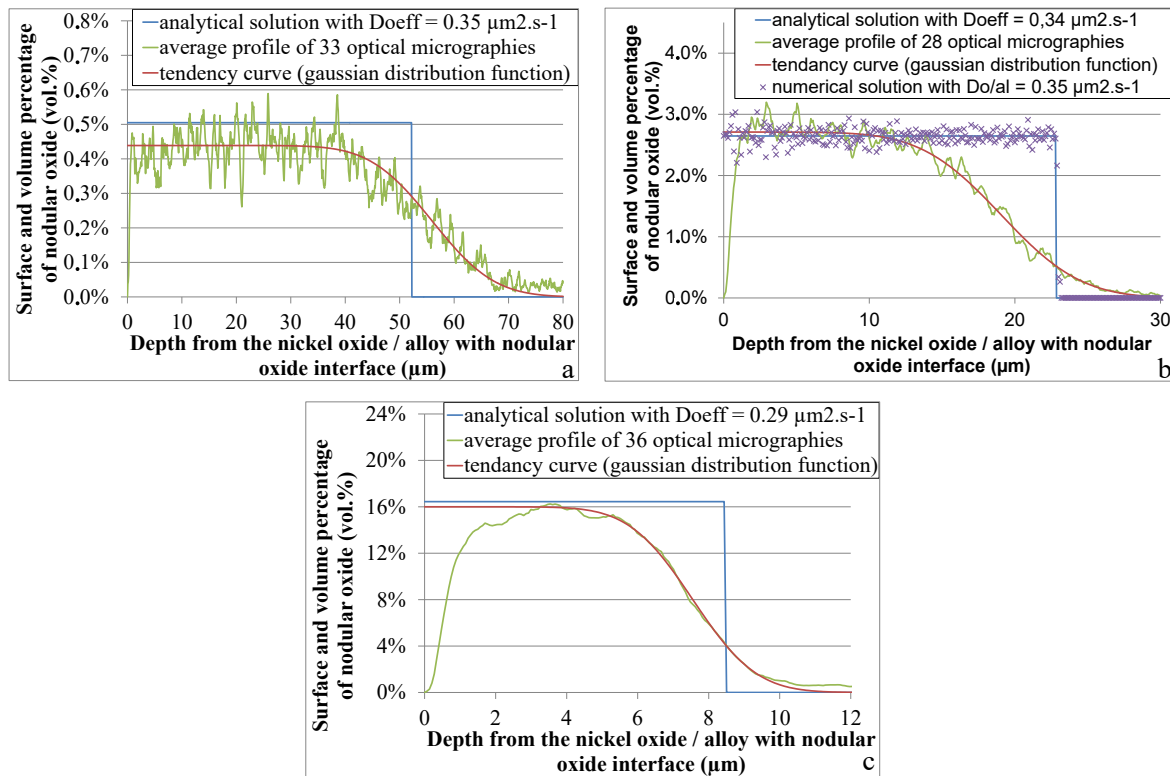 analytical solution with Doeff = 0.35 µm2.s-1
average profile of 33 optical micrographies
tendency curve (gaussian distribution function)
Surface and volume percentage
of nodular oxide (vol.%)
0.8%
0.7%
0.6%
0.5%
0.4%
0.3%
0.2%
0.1%
0.0%
0 10 20 30 40 50 60 70 80
Depth from the nickel oxide / alloy with nodular
oxide interface (µm)
a
analytical solution with Doeff = 0,34 µm2.s-1
average profile of 28 optical micrographies
tendency curve (gaussian distribution function)
numerical solution with Do/al = 0.35 µm2.s-1
Surface and volume percentage
of nodular oxide (vol.%)
4.0%
3.0%
2.0%
1.0%
0.0%
0 10 20 30
Depth from the nickel oxide / alloy with nodular
oxide interface (µm)
b
analytical solution with Doeff = 0.29 µm2.s-1
average profile of 36 optical micrographies
tendancy curve (gaussian distribution function)
Surface and volume percentage
of nodular oxide (vol.%)
24%
20%
16%
12%
8%
4%
0%
0 2 4 6 8 10 12
Depth from the nickel oxide / alloy with nodular
oxide interface (µm)
c